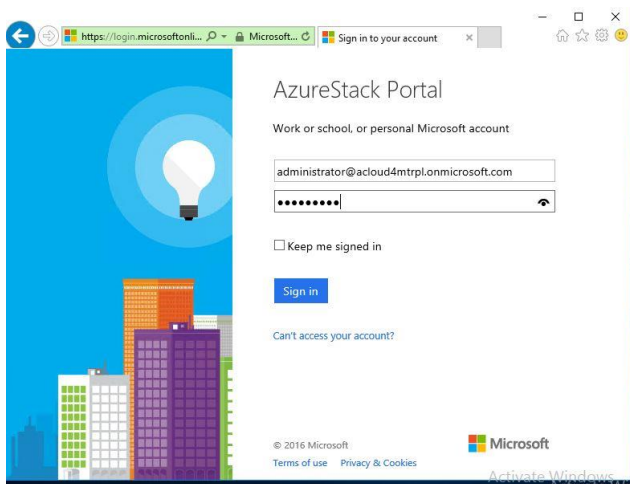 https://login.microsoftonli...
Microsoft...
Sign in to your account
AzureStack Portal
Work or school, or personal Microsoft account
administrator@acloud4mtrpl.onmicrosoft.com
Keep me signed in
Sign in
Can't access your account?
© 2016 Microsoft
Microsoft
Terms of use Privacy & Cookies
Activate Windows